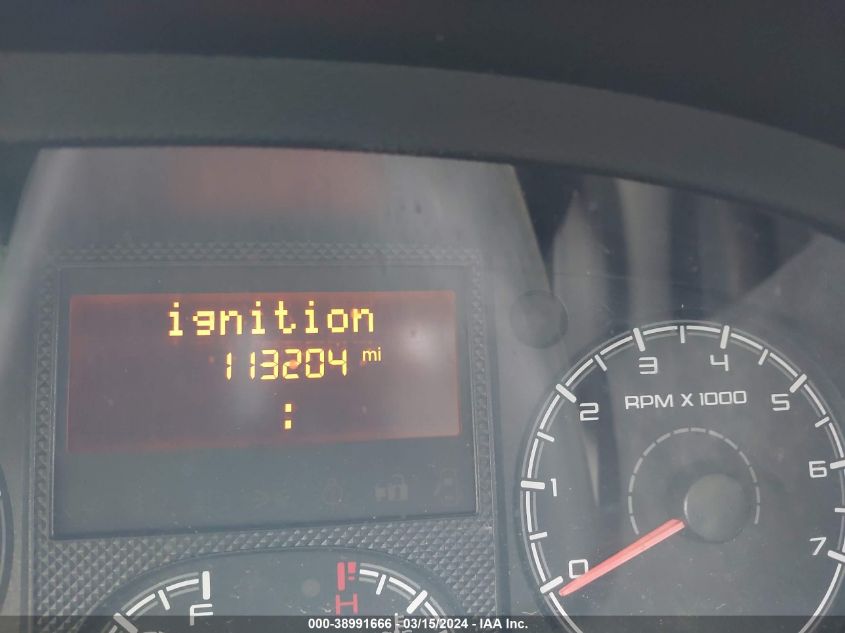 ignition
113204 mi
:
3 4
2 RPM X 1000 5
1 6
0 7
F H
000-38991666 - 03/15/2024 - IAA Inc.